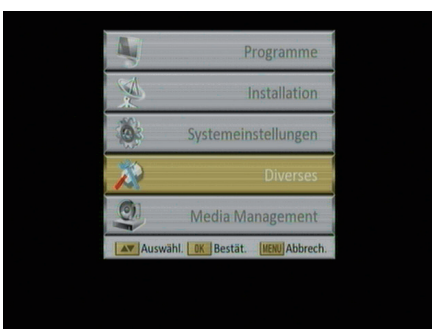 Programme
Installation
Systemeinstellungen
Diverses
Media Management
▲▼ Auswähl. OK Bestät. MENU Abbrech.